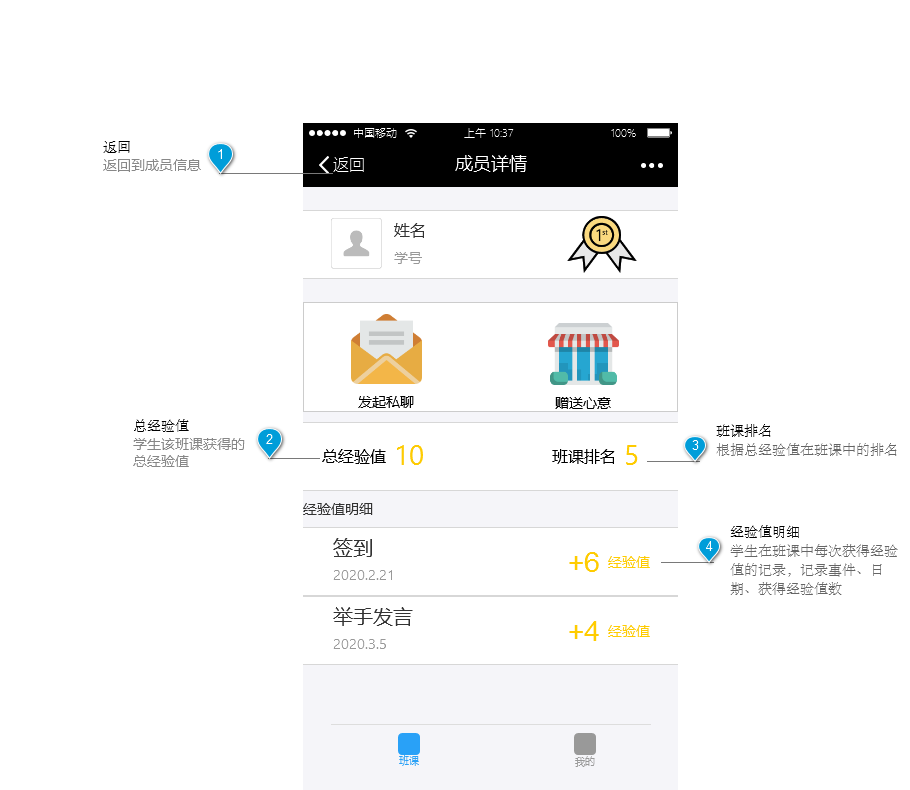 中国移动 上午 10:37 100%
返回
返回到成员信息
1
返回 成员详情
姓名
学号
1st
发起私聊
赠送心意
总经验值
学生该班课获得的
总经验值
2
总经验值 10
班课排名 5
3
班课排名
根据总经验值在班课中的排名
经验值明细
签到
2020.2.21
+6 经验值
4
经验值明细
学生在班课中每次获得经验
值的记录，记录事件、日
期、获得经验值数
举手发言
2020.3.5
+4 经验值
班课
我的